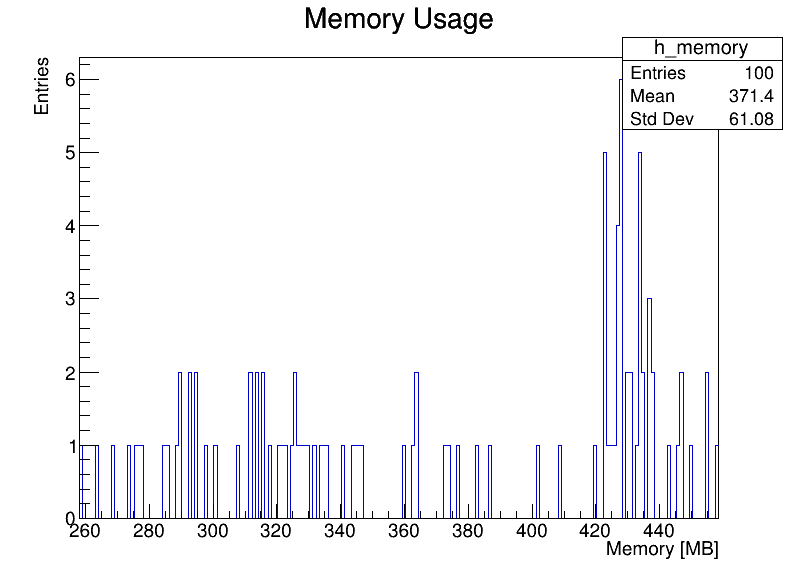 Memory Usage
h_memory
Entries 100
Mean 371.4
Std Dev 61.08
Entries
6
5
4
3
2
1
0
260 280 300 320 340 360 380 400 420 440
Memory [MB]